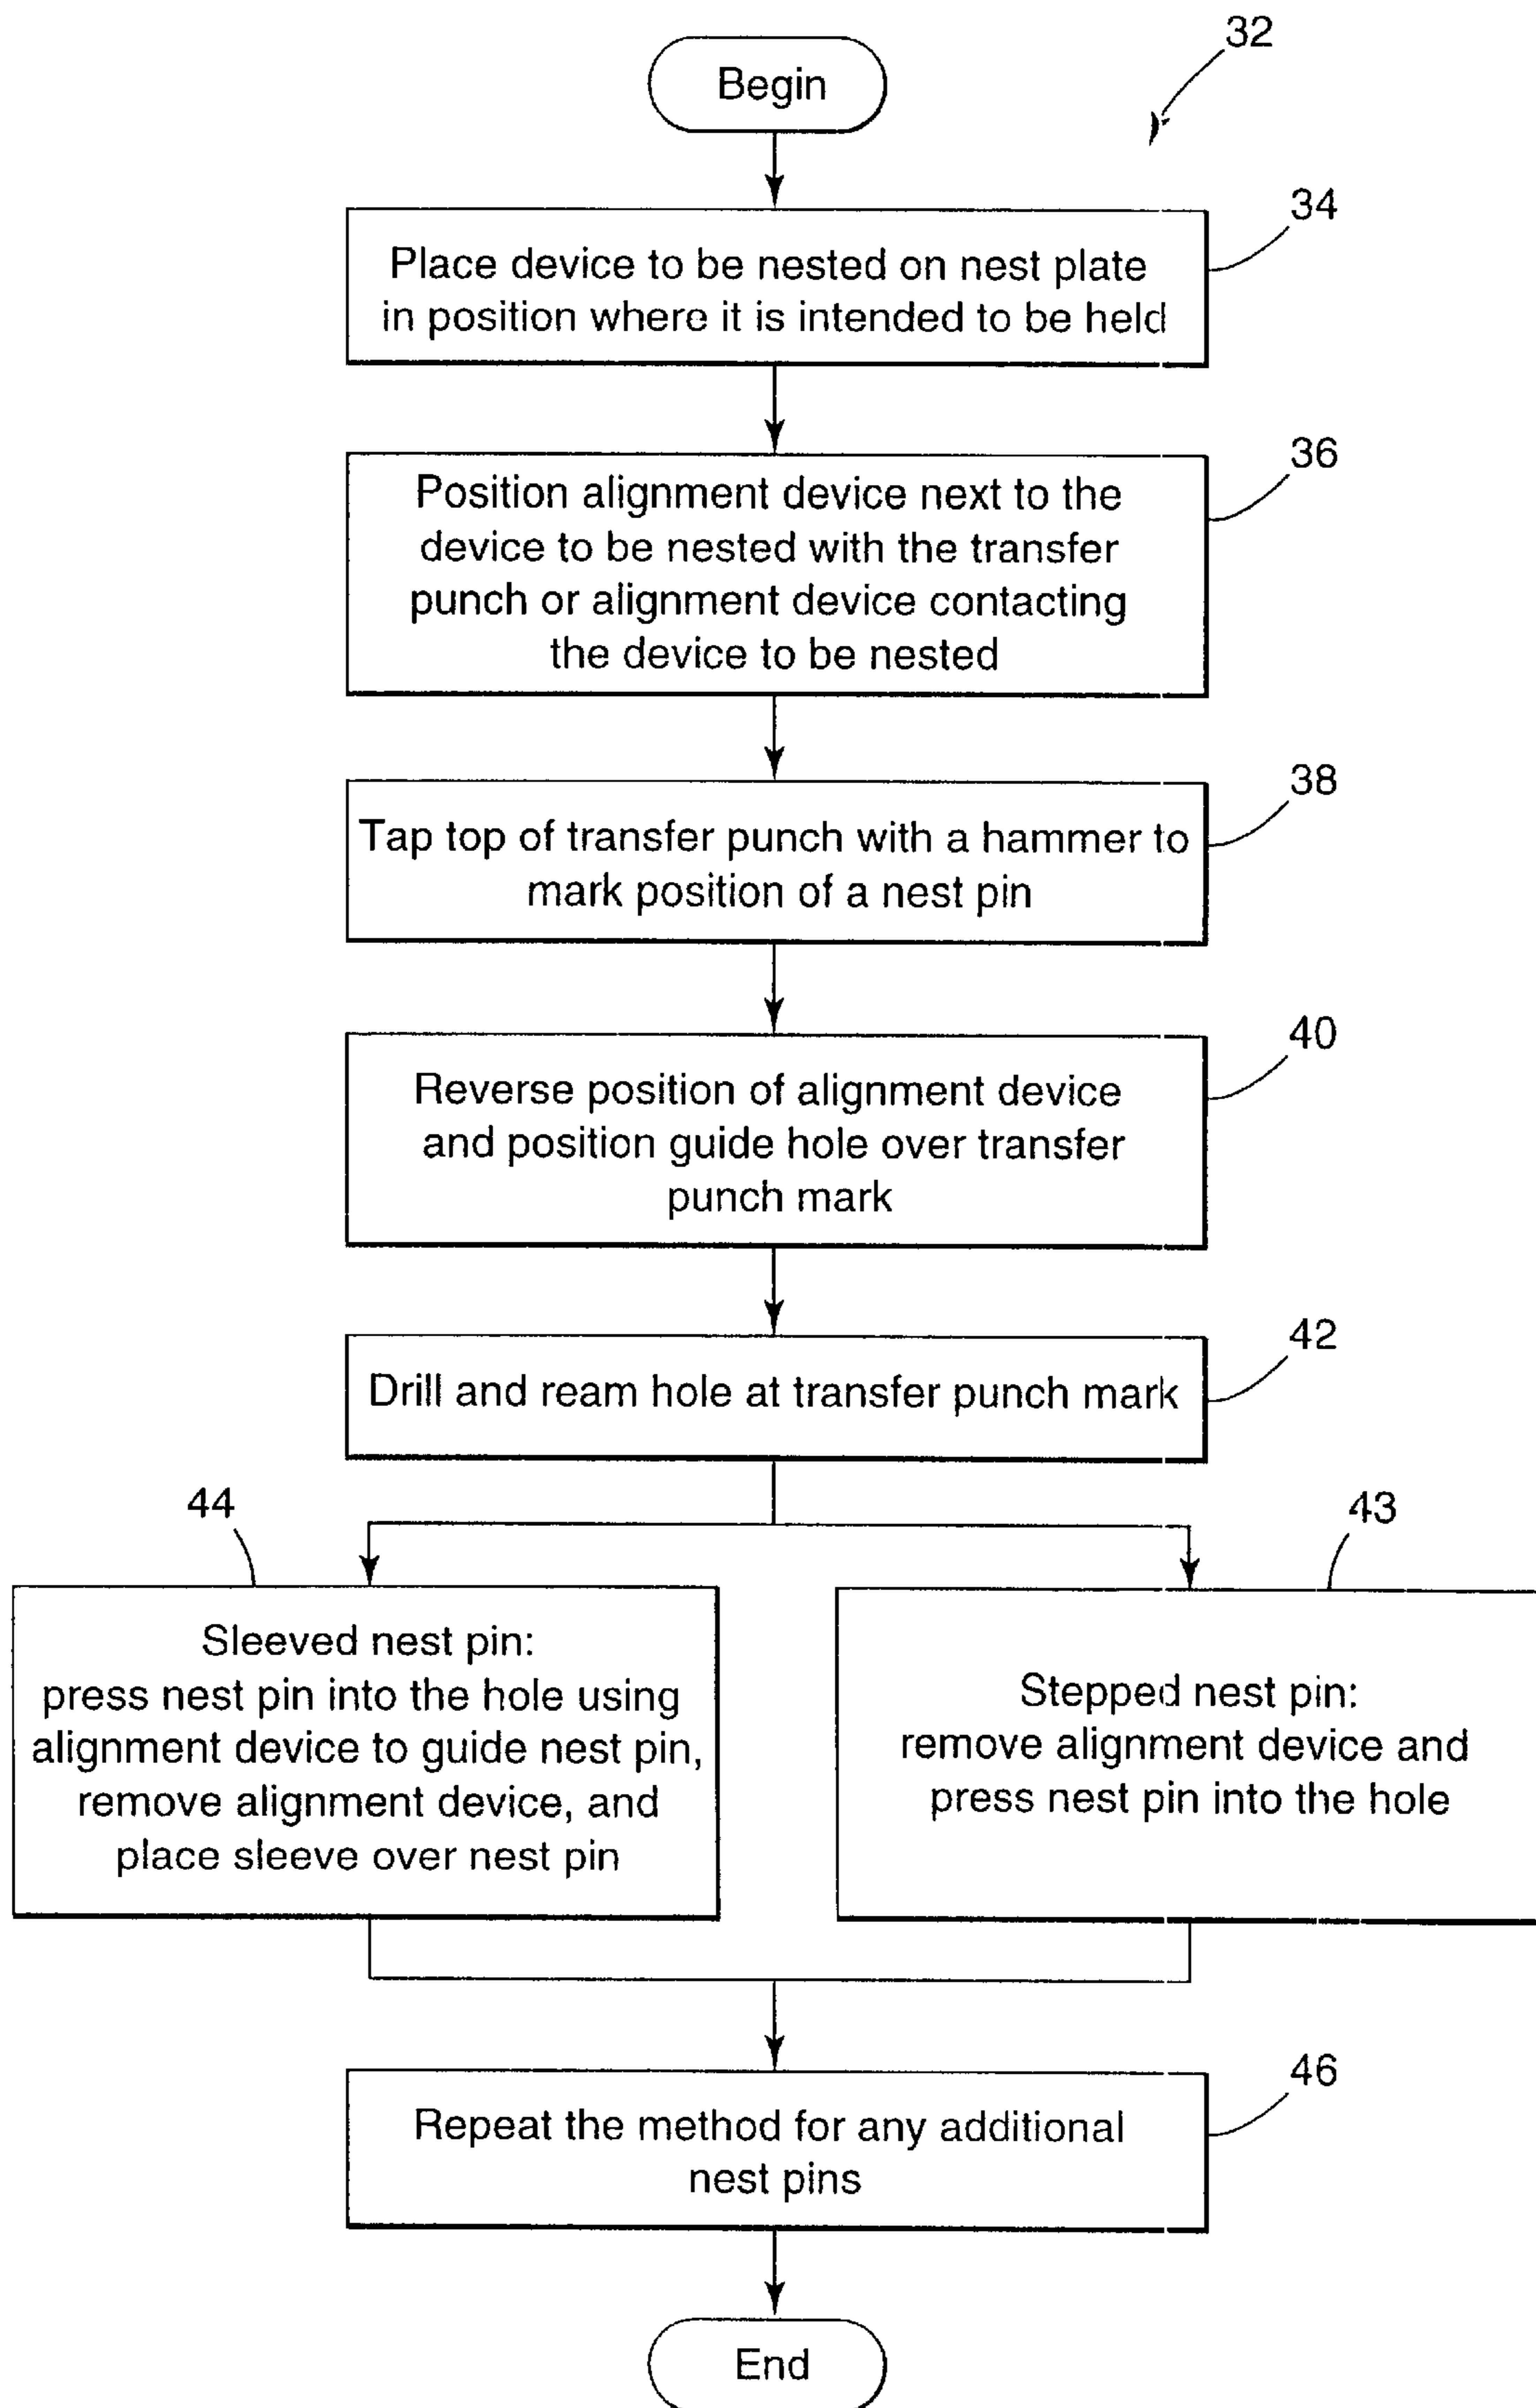 32
Begin
34
Place device to be nested on nest plate
in position where it is intended to be held
36
Position alignment device next to the
device to be nested with the transfer
punch or alignment device contacting
the device to be nested
38
Tap top of transfer punch with a hammer to
mark position of a nest pin
40
Reverse position of alignment device
and position guide hole over transfer
punch mark
42
Drill and ream hole at transfer punch mark
44
Sleeved nest pin:
press nest pin into the hole using
alignment device to guide nest pin,
remove alignment device, and
place sleeve over nest pin
43
Stepped nest pin:
remove alignment device and
press nest pin into the hole
46
Repeat the method for any additional
nest pins
End